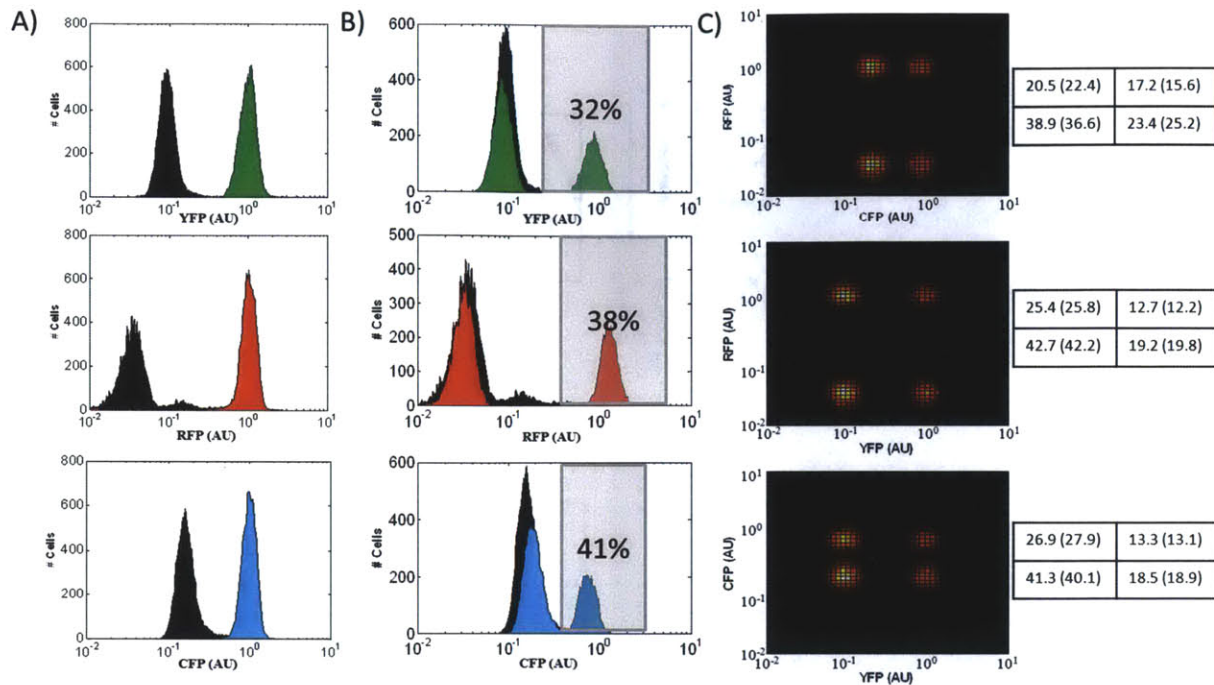 A)
800
600
400
200
0
# Cells
10-2 10-1 100 101
YFP (AU)
800
600
400
200
0
# Cells
10-2 10-1 100 101
RFP (AU)
800
600
400
200
0
# Cells
10-2 10-1 100 101
CFP (AU)
B)
600
400
200
0
# Cells
32%
10-2 10-1 100 101
YFP (AU)
500
400
300
200
100
0
# Cells
38%
10-2 10-1 100 101
RFP (AU)
600
400
200
0
# Cells
41%
10-2 10-1 100 101
CFP (AU)
C)
101
100
10-1
10-2
RFP (AU)
10-2 10-1 100 101
CFP (AU)
20.5 (22.4) 17.2 (15.6)
38.9 (36.6) 23.4 (25.2)
101
100
10-1
10-2
RFP (AU)
10-2 10-1 100 101
YFP (AU)
25.4 (25.8) 12.7 (12.2)
42.7 (42.2) 19.2 (19.8)
101
100
10-1
10-2
CFP (AU)
10-2 10-1 100 101
YFP (AU)
26.9 (27.9) 13.3 (13.1)
41.3 (40.1) 18.5 (18.9)